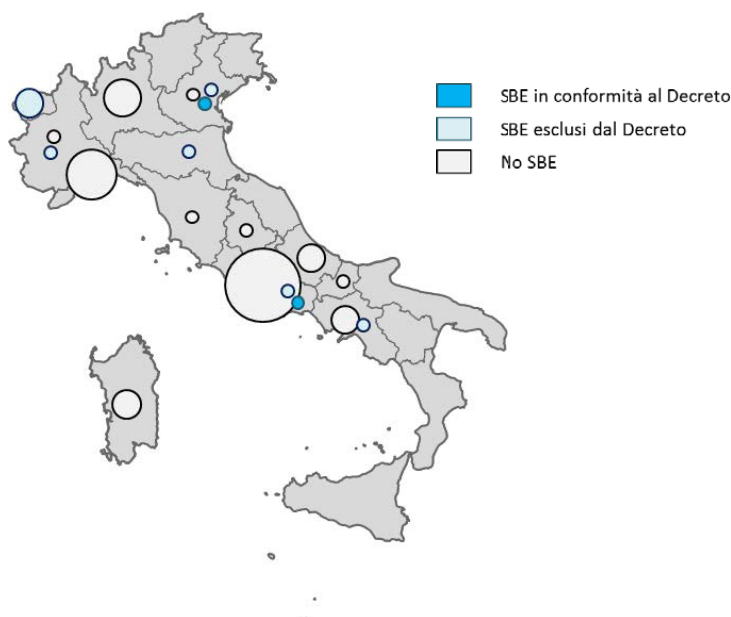 SBE in conformità al Decreto
SBE esclusi dal Decreto
No SBE